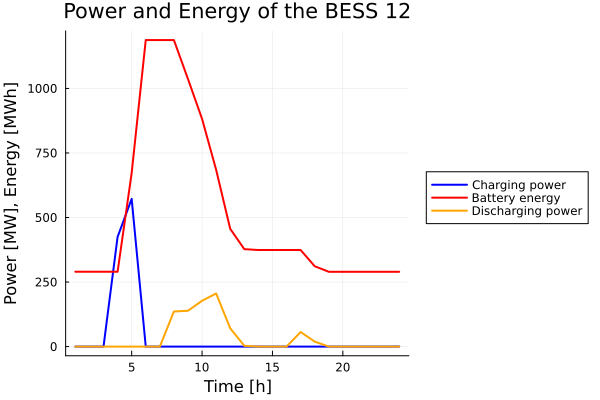 Power and Energy of the BESS 12
Power [MW], Energy [MWh]
1000
750
500
250
0
5
10
15
20
Time [h]
Charging power
Battery energy
Discharging power